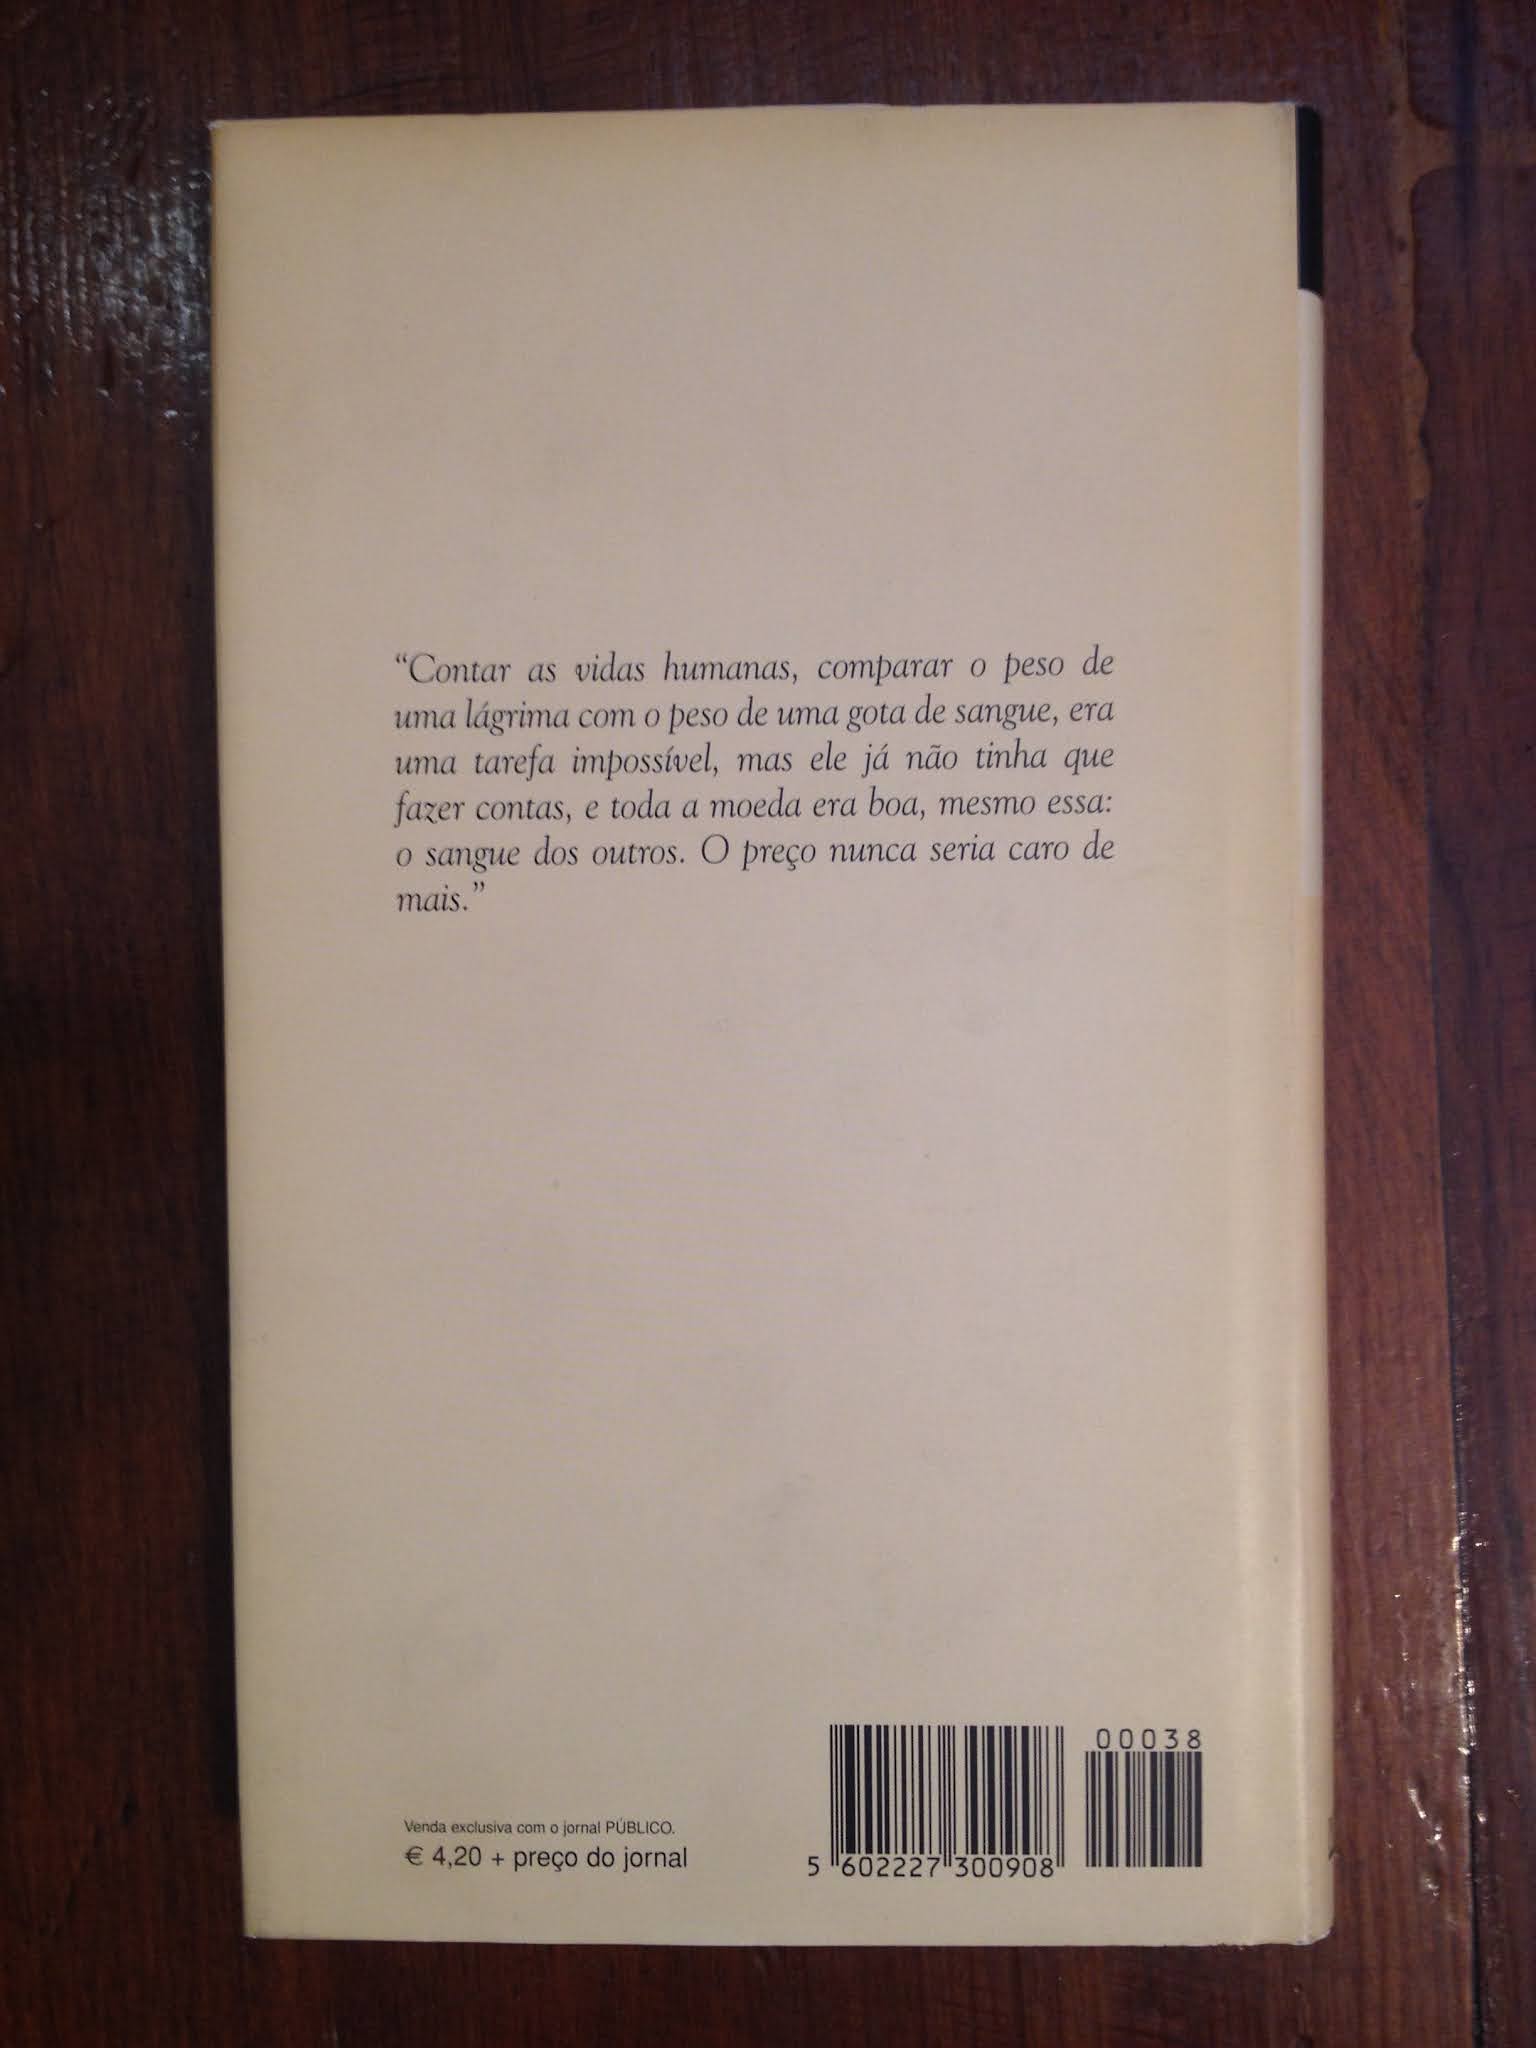 “Contar as vidas humanas, comparar o peso de
uma lágrima com o peso de uma gota de sangue, era
uma tarefa impossível, mas ele já não tinha que
fazer contas, e toda a moeda era boa, mesmo essa:
o sangue dos outros. O preço nunca seria caro de
mais.”
00038
Venda exclusiva com o jornal PÚBLICO.
€ 4,20 + preço do jornal
5 602227 300908